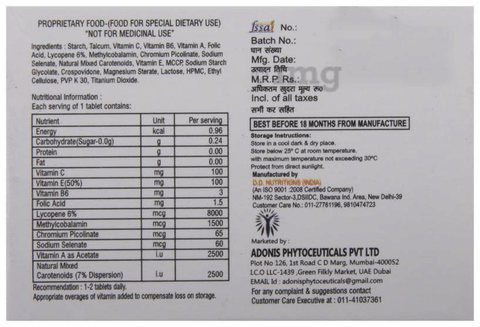 PROPRIETARY FOOD-(FOOD FOR SPECIAL DIETARY USE)
"NOT FOR MEDICINAL USE"
Ingredients : Starch, Taicum, Vitamin C, Vitamin B6, Vitamin A, Folic
Acid, Lycopene 6%, Methylcobalamin, Chromium Picolinate, Sodium
Selenate, Natural Mixed Carotenoids, Vitamin E, MCCP, Sodium Starch
Glycolate, Crospovidone, Magnesium Sterate, Lactose, HPMC, Ethyl
Cellulose, PVP K 30, Titanium Dioxide.
Nutritional Information :
Each serving of 1 tablet contains:
Nutrient Unit Per serving
Energy kcal 0.96
Carbohydrate(Sugar-0.0g) g 0.24
Protein g 0.00
Fat g 0.00
Vitamin C mg 100
Vitamin E(50%) mg 100
Vitamin B6 mg 3
Folic Acid mg 1.5
Lycopene 6% mcg 8000
Methylcobalamin mcg 1500
Chromium Picolinate mcg 65
Sodium Selenate mcg 60
Vitamin A as Acetate i.u 2500
Natural Mixed
Carotenoids (7% Dispersion) i.u 2500
Recommendation : 1-2 tablets daily.
Appropriate overages of vitamin added to compensate loss on storage.
fssai No.:
Batch No.:
घान संख्या
Mfg. Date:
उत्पादन तिथि
M.R.P. Rs.:
अधिकतम खुदरा मूल्य रु०
Incl. of all taxes
सभी कर सहित
BEST BEFORE 18 MONTHS FROM MANUFACTURE
Storage Instructions:
Store in a cool dark & dry place.
Store below 25° C at room temperature.
with maximum temperature not exceeding 30°C
Protect from direct sunlight.
Manufactured by
D.D. NUTRITIONS (INDIA)
(An ISO 9001 :2008 Certified Company)
NM-192 Sector-3,DSIIDC, Bawana Ind. Area, New Delhi-39
Customer Care No.: 011-27761196, 9810474723
Marketed by :
ADONIS PHYTOCEUTICALS PVT LTD
Plot No 126, 1st Road C D Marg, Mumbai-400052
I.C.O LLC-1439 ,Green Filkly Market, UAE Dubai
EMAIL Id : adonisphytoceuticals@gmail.com
For any complaint & suggestions contact
Customer Care Executive at : 011-41037361